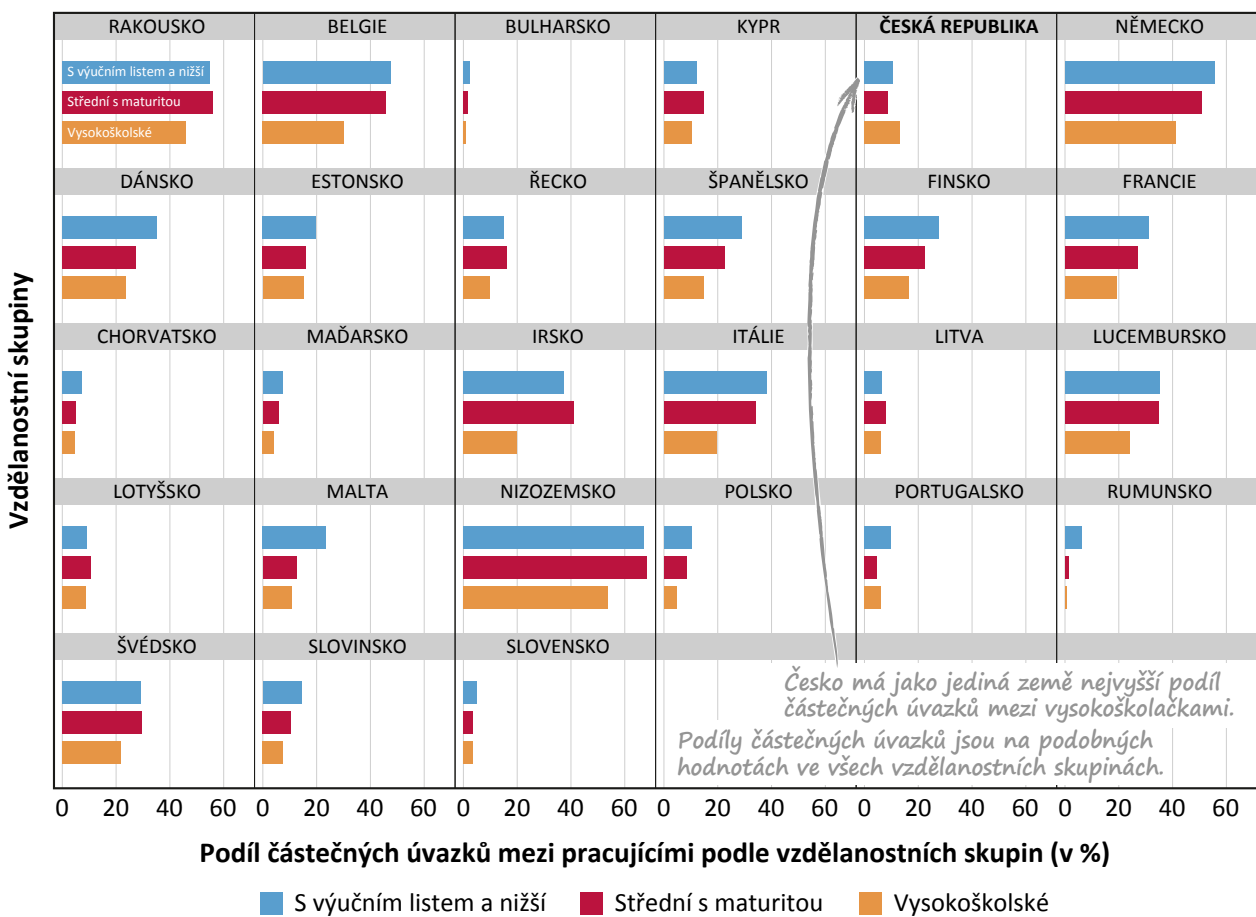 RAKOUSKO BELGIE BULHARSKO KYPR ČESKÁ REPUBLIKA NĚMECKO
S výučním listem a nižší
Střední s maturitou
Vysokoškolské
DÁNSKO ESTONSKO ŘECKO ŠPANĚLSKO FINSKO FRANCIE
CHORVATSKO MAĎARSKO IRSKO ITÁLIE LITVA LUCEMBURSKO
LOTYŠSKO MALTA NIZOZEMSKO POLSKO PORTUGALSKO RUMUNSKO
ŠVÉDSKO SLOVINSKO SLOVENSKO
Česko má jako jediná země nejvyšší podíl
částečných úvazků mezi vysokoškolačkami.
Podíly částečných úvazků jsou na podobných
hodnotách ve všech vzdělanostních skupinách.
Vzdělanostní skupiny
0 20 40 60 0 20 40 60 0 20 40 60 0 20 40 60 0 20 40 60 0 20 40 60
Podíl částečných úvazků mezi pracujícími podle vzdělanostních skupin (v %)
S výučním listem a nižší Střední s maturitou Vysokoškolské